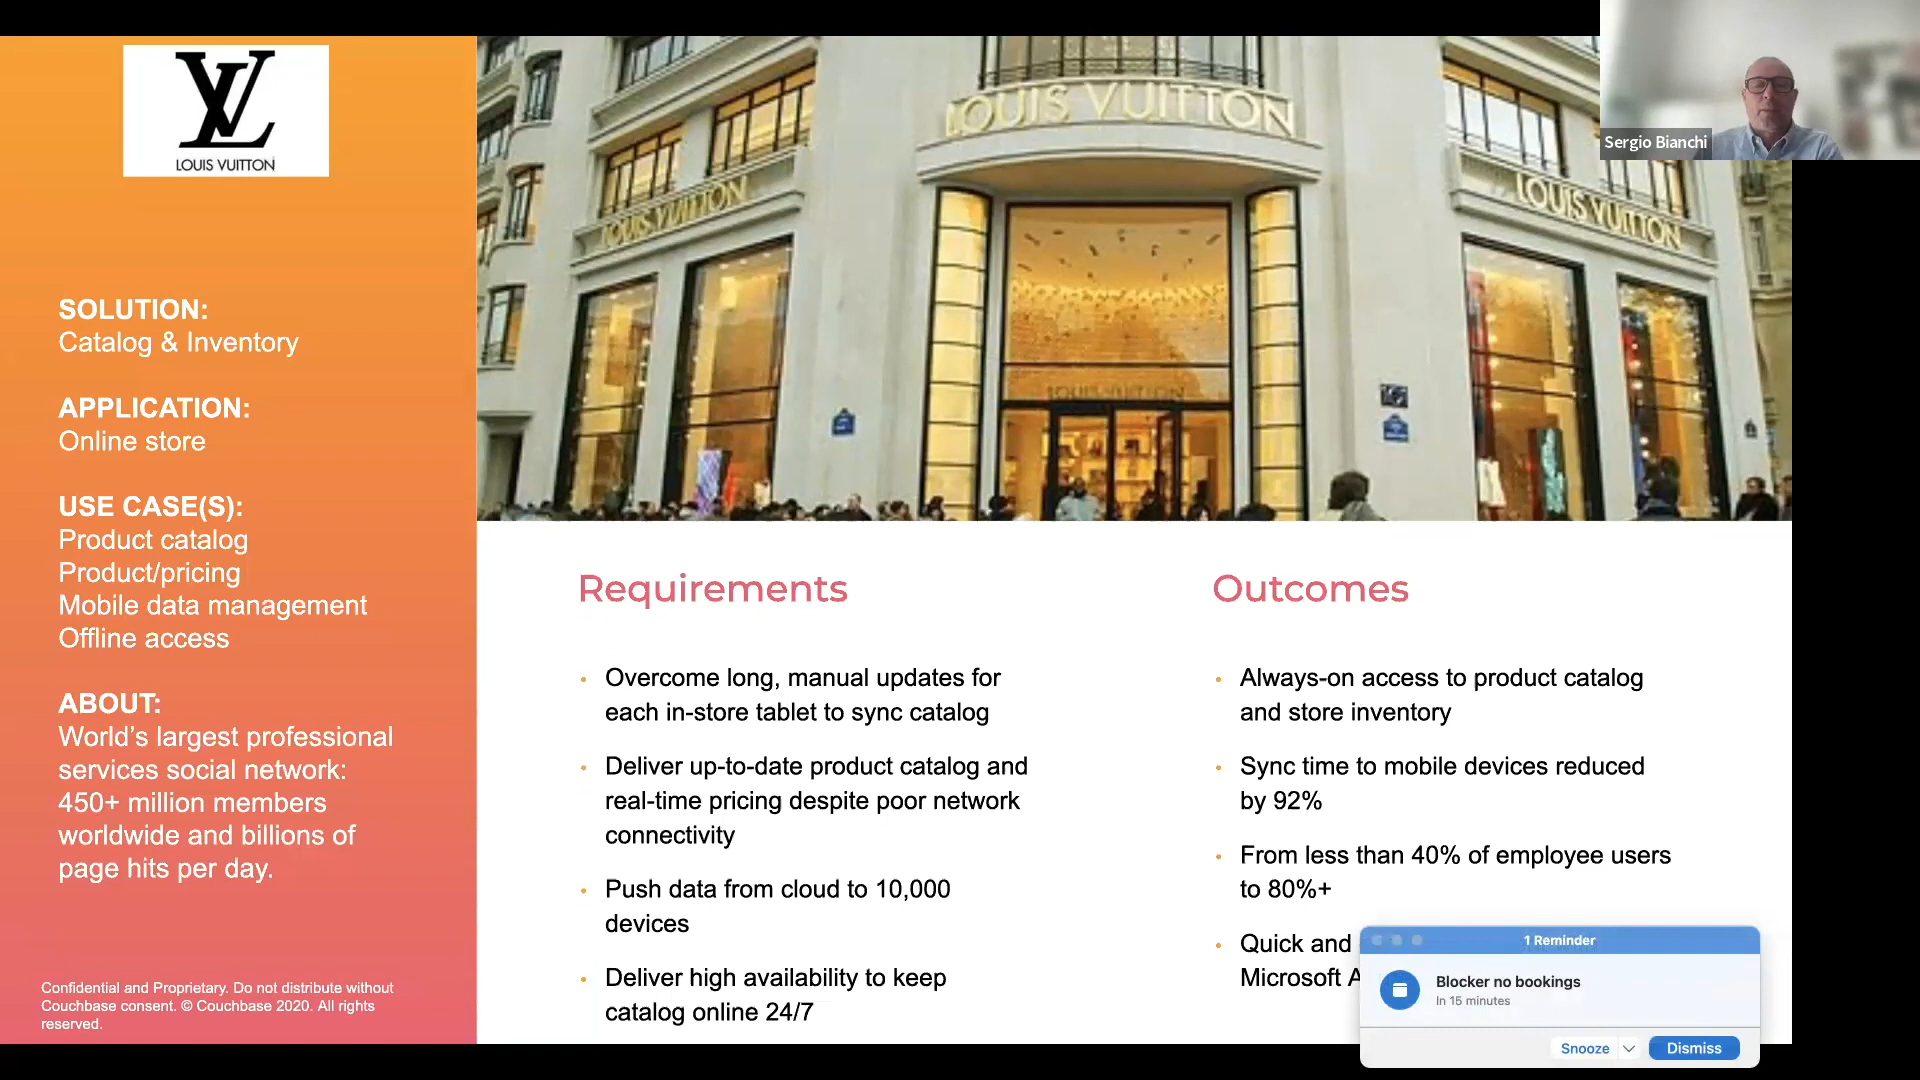 LOUIS VUITTON
SOLUTION:
Catalog & Inventory
APPLICATION:
Online store
USE CASE(S):
Product catalog
Product/pricing
Mobile data management
Offline access
ABOUT:
World’s largest professional
services social network:
450+ million members
worldwide and billions of
page hits per day.
Confidential and Proprietary. Do not distribute without
Couchbase consent. © Couchbase 2020. All rights
reserved.
LOUIS VUITTON
LOUIS VUITTON
LOUIS VUITTON
LOUIS VUITTON
Sergio Bianchi
Requirements
• Overcome long, manual updates for
each in-store tablet to sync catalog
• Deliver up-to-date product catalog and
real-time pricing despite poor network
connectivity
• Push data from cloud to 10,000
devices
• Deliver high availability to keep
catalog online 24/7
Outcomes
• Always-on access to product catalog
and store inventory
• Sync time to mobile devices reduced
by 92%
• From less than 40% of employee users
to 80%+
• Quick and
Microsoft A
1 Reminder
Blocker no bookings
In 15 minutes
Snooze
Dismiss